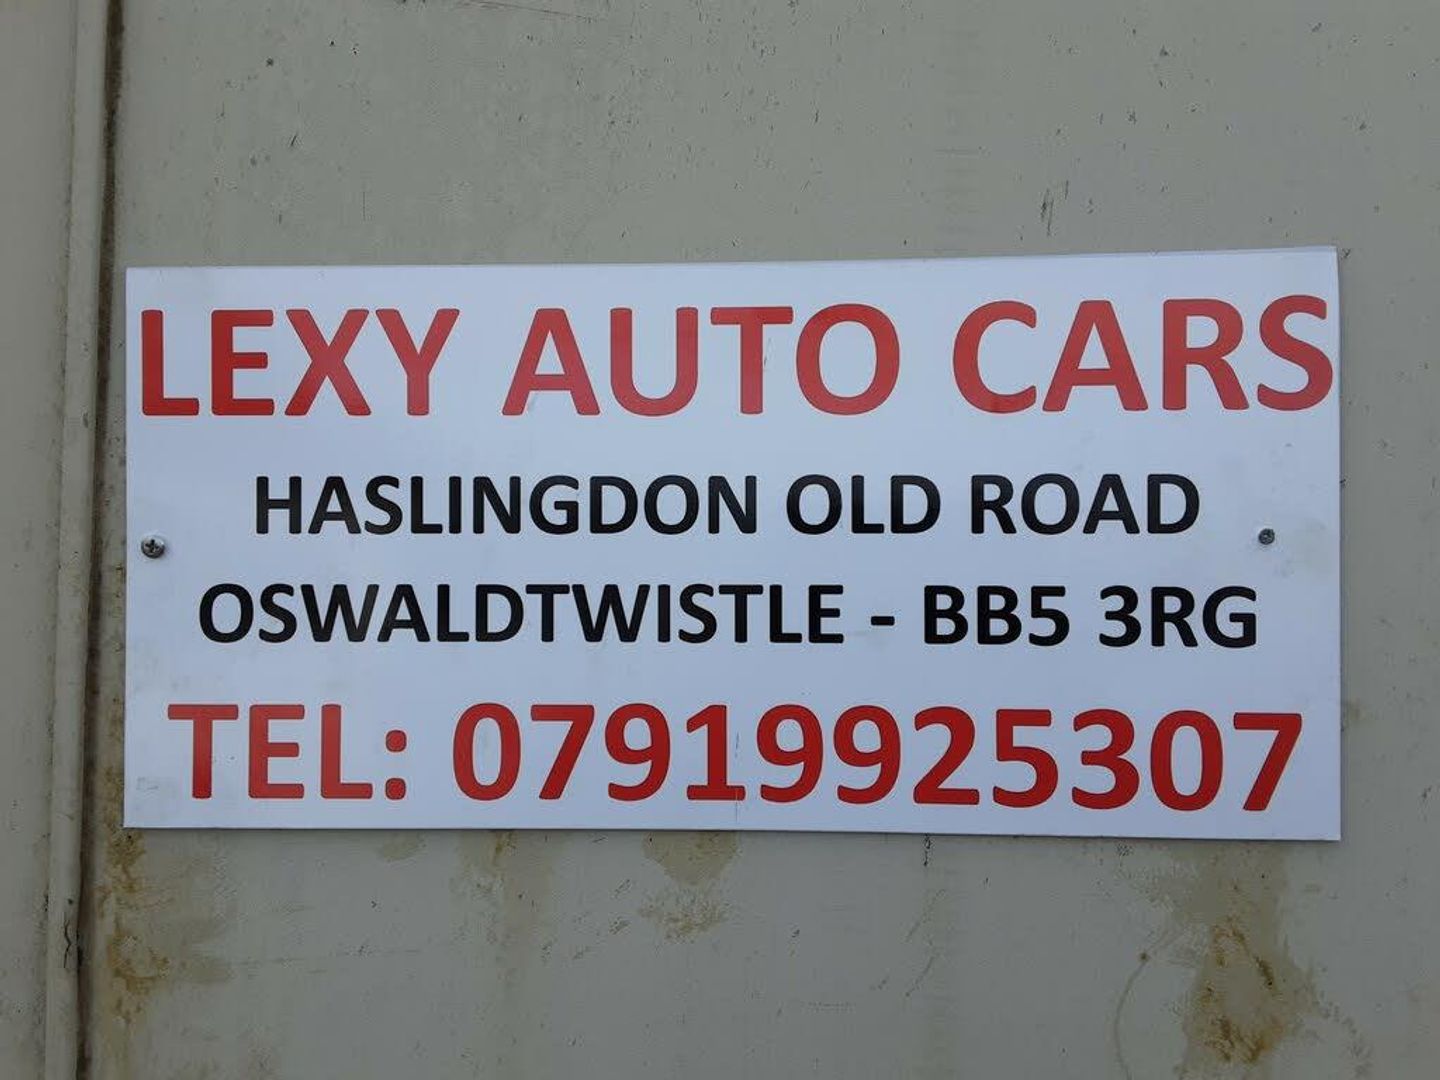 LEXY AUTO CARS
HASLINGDON OLD ROAD
OSWALDTWISTLE - BB5 3RG
TEL: 07919925307